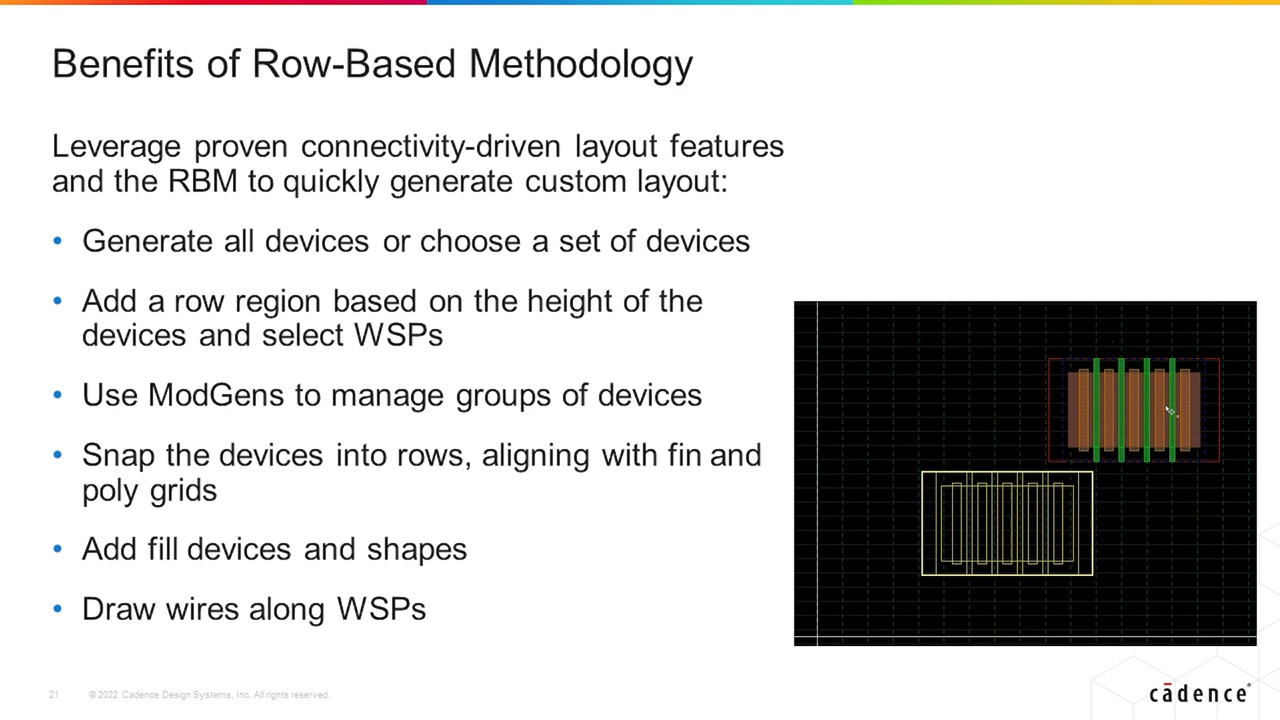 Benefits of Row-Based Methodology
Leverage proven connectivity-driven layout features
and the RBM to quickly generate custom layout:
• Generate all devices or choose a set of devices
• Add a row region based on the height of the
devices and select WSPs
• Use ModGens to manage groups of devices
• Snap the devices into rows, aligning with fin and
poly grids
• Add fill devices and shapes
• Draw wires along WSPs
21 © 2022 Cadence Design Systems, Inc. All rights reserved.
cādence®